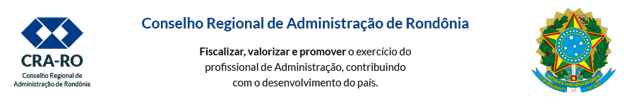 Conselho Regional de Administração de Rondônia
Fiscalizar, valorizar e promover o exercício do
profissional de Administração, contribuindo
com o desenvolvimento do país.
CRA-RO
Conselho Regional de
Administração de Rondônia